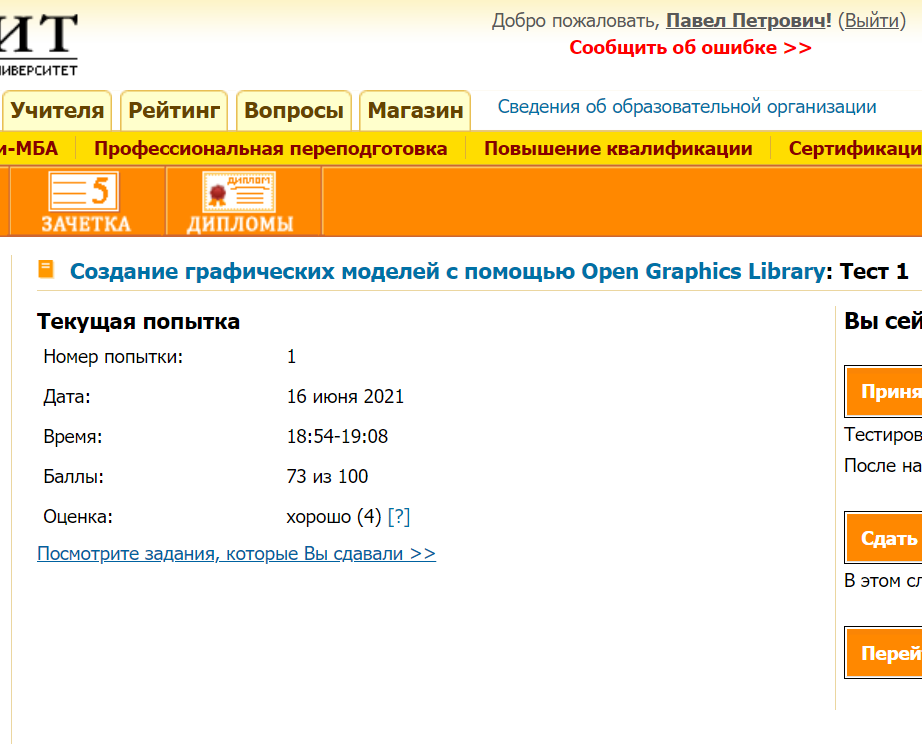 ИТ
ИВЕРСИТЕТ
Добро пожаловать, Павел Петрович! (Выйти)
Сообщить об ошибке >>
Учителя Рейтинг Вопросы Магазин Сведения об образовательной организации
и-МБА Профессиональная переподготовка Повышение квалификации Сертификаци
5
ЗАЧЕТКА
ДИПЛОМ
ДИПЛОМЫ
Создание графических моделей с помощью Open Graphics Library: Тест 1
Текущая попытка
Номер попытки: 1
Дата: 16 июня 2021
Время: 18:54-19:08
Баллы: 73 из 100
Оценка: хорошо (4) [?]
Посмотрите задания, которые Вы сдавали >>
Вы сей
Приня
Тестиров
После на
Сдать
В этом сл
Перей